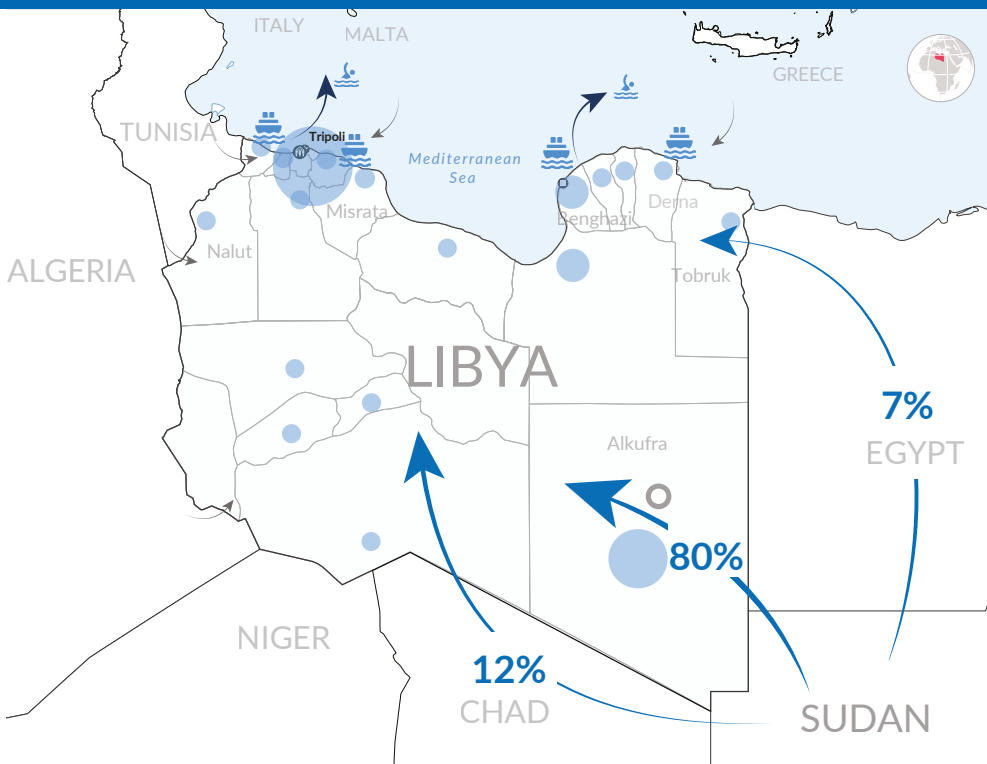 ITALY
MALTA
GREECE
TUNISIA
Tripoli
Mediterranean
Sea
Misrata
Benghazi
Derna
Nalut
ALGERIA
Tobruk
LIBYA
7%
Alkufra
EGYPT
80%
NIGER
12%
CHAD
SUDAN